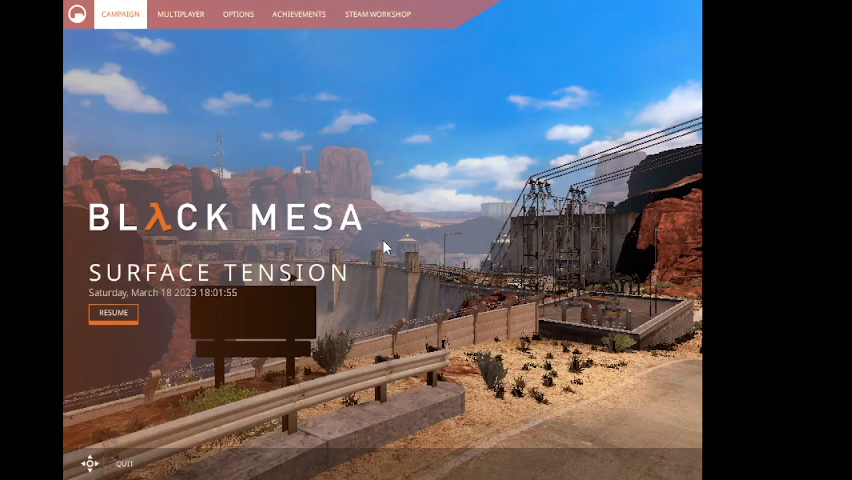 CAMPAIGN MULTIPLAYER OPTIONS ACHIEVEMENTS STEAM WORKSHOP
BLλCK MESA
SURFACE TENSION
Saturday, March 18 2023 18:01:55
RESUME
QUIT